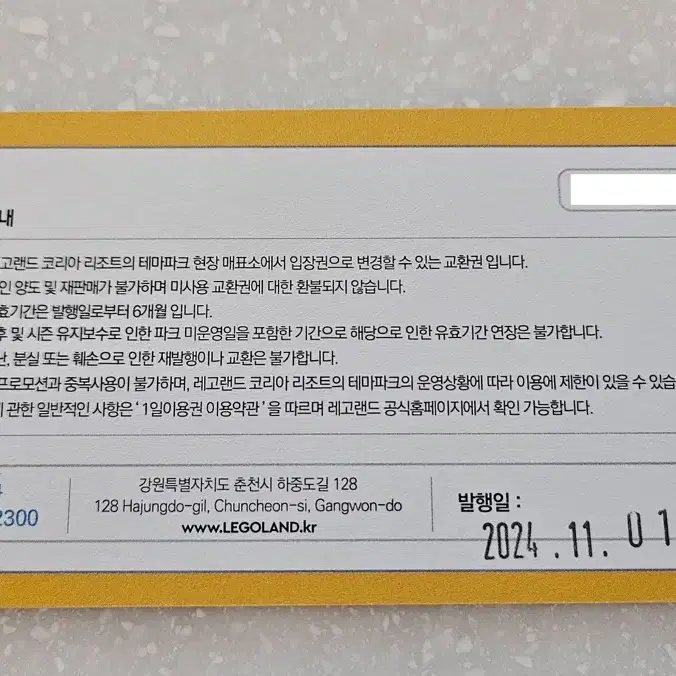 내
고랜드 코리아 리조트의 테마파크 현장 매표소에서 입장권으로 변경할 수 있는 교환권 입니다.
인 양도 및 재판매가 불가하며 미사용 교환권에 대한 환불되지 않습니다.
효기간은 발행일로부터 6개월 입니다.
후 및 시즌 유지보수로 인한 파크 미운영일을 포함한 기간으로 해당으로 인한 유효기간 연장은 불가합니다.
난, 분실 또는 훼손으로 인한 재발행이나 교환은 불가합니다.
프로모션과 중복사용이 불가하며, 레고랜드 코리아 리조트의 테마파크의 운영상황에 따라 이용에 제한이 있을 수 있습
관한 일반적인 사항은 ' 1일이용권 이용약관 ' 을 따르며 레고랜드 공식홈페이지에서 확인 가능합니다.
2300
강원특별자치도 춘천시 하중도길 128
128 Hajungdo-gil, Chuncheon-si, Gangwon-do
www.LEGOLAND.kr
발행일 :
2024 .11. 01